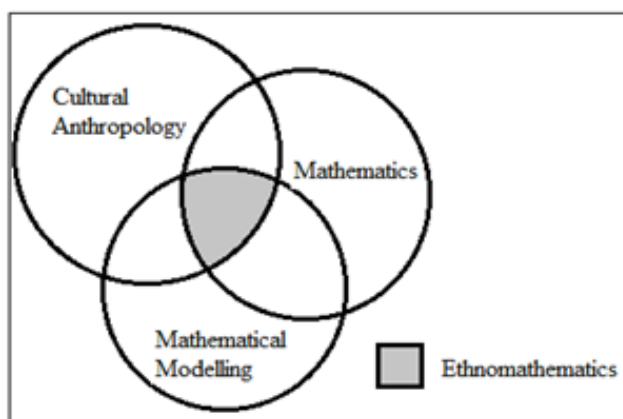 Cultural
Anthropology
Mathematics
Mathematical
Modelling
Ethnomathematics